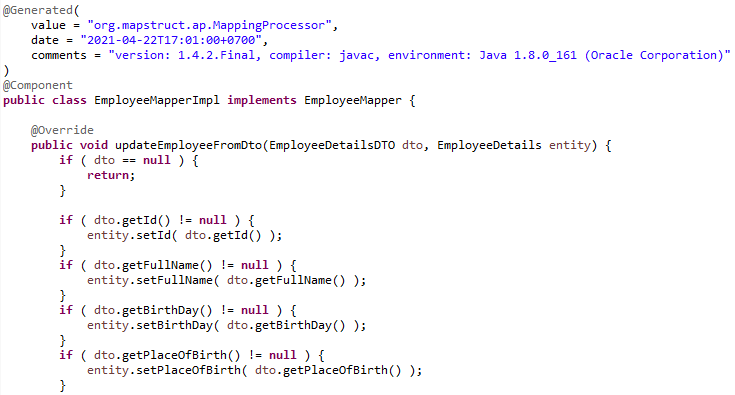 @Generated(
    value = "org.mapstruct.ap.MappingProcessor",
    date = "2021-04-22T17:01:00+0700",
    comments = "version: 1.4.2.Final, compiler: javac, environment: Java 1.8.0_161 (Oracle Corporation)"
)
@Component
public class EmployeeMapperImpl implements EmployeeMapper {
    @Override
    public void updateEmployeeFromDto(EmployeeDetailsDTO dto, EmployeeDetails entity) {
        if ( dto == null ) {
            return;
        }
        if ( dto.getId() != null ) {
            entity.setId( dto.getId() );
        }
        if ( dto.getFullName() != null ) {
            entity.setFullName( dto.getFullName() );
        }
        if ( dto.getBirthDay() != null ) {
            entity.setBirthDay( dto.getBirthDay() );
        }
        if ( dto.getPlaceOfBirth() != null ) {
            entity.setPlaceOfBirth( dto.getPlaceOfBirth() );
        }